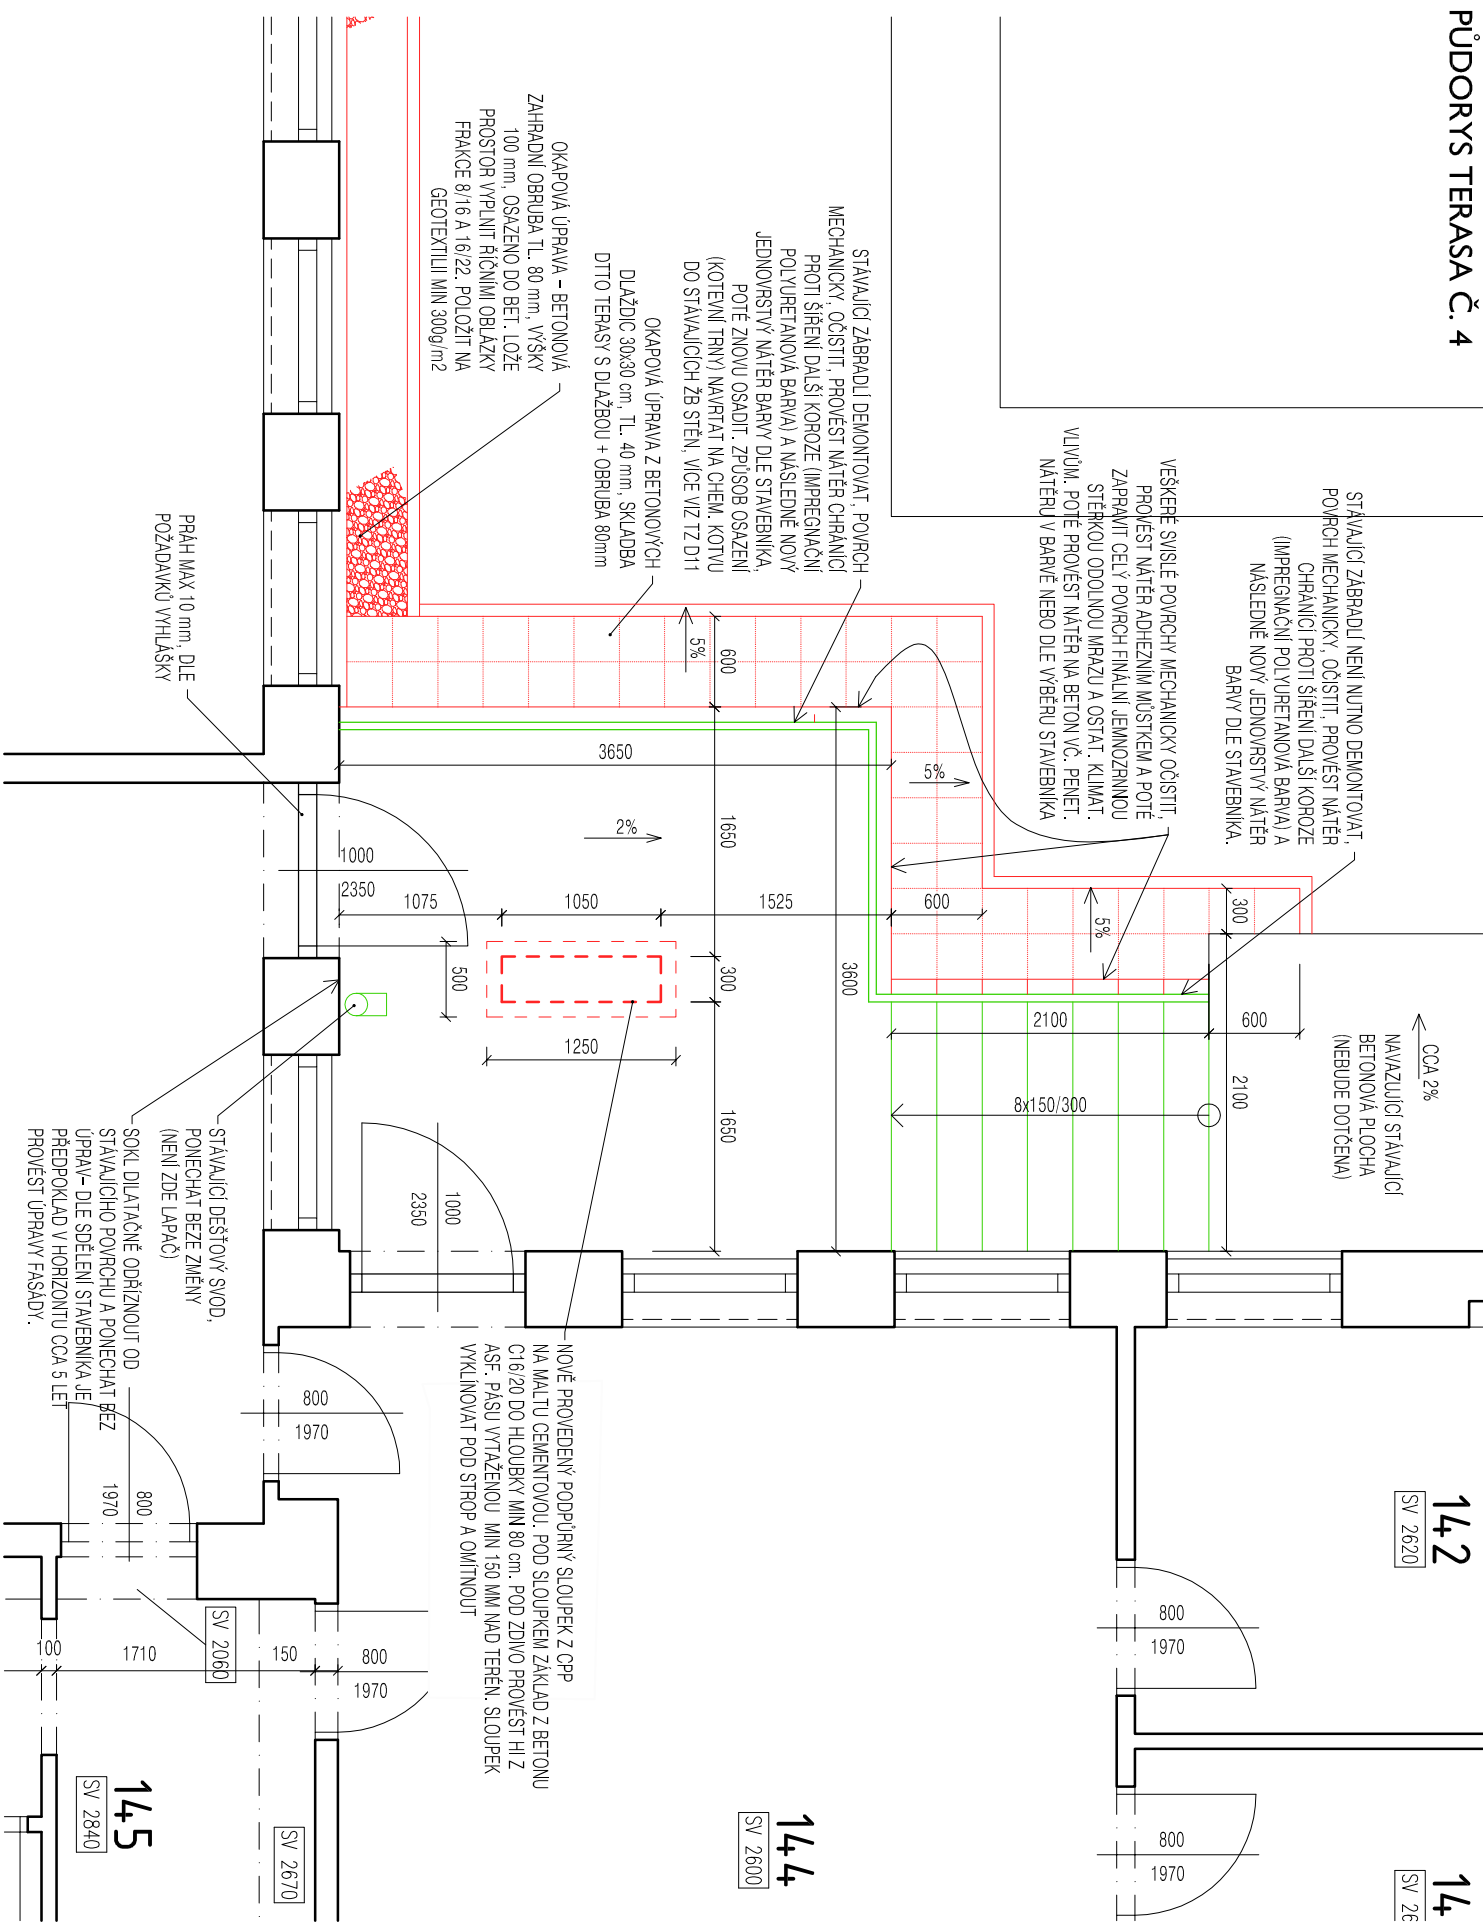 PŮDORYS TERASA Č. 4
STÁVAJÍCÍ ZÁBRADLÍ NENÍ NUTNO DEMONTOVAT,
POVRCH MECHANICKY, OČISTIT, PROVÉST NÁTĚR
CHRÁNÍCÍ PROTI ŠÍŘENÍ DALŠÍ KOROZE
(IMPREGNAČNÍ POLYURETANOVÁ BARVA) A
NÁSLEDNĚ NOVÝ JEDNOVRSTVÝ NÁTĚR
BARVY DLE STAVEBNÍKA.
CCA 2%
NAVAZUJÍCÍ STÁVAJÍCÍ
BETONOVÁ PLOCHA
(NEBUDE DOTČENA)
VEŠKERÉ SVISLÉ POVRCHY MECHANICKY OČISTIT,
PROVÉST NÁTĚR ADHEZNÍM MŮSTKEM A POTÉ
ZAPRAVIT CELÝ POVRCH FINÁLNÍ JEMNOZRNNOU
STĚRKOU ODOLNOU MRAZU A OSTAT. KLIMAT.
VLIVŮM. POTÉ PROVÉST NÁTĚR NA BETON VČ. PENET.
NÁTĚRU V BARVĚ NEBO DLE VÝBĚRU STAVEBNÍKA
STÁVAJÍCÍ ZÁBRADLÍ DEMONTOVAT, POVRCH
MECHANICKY, OČISTIT, PROVÉST NÁTĚR CHRÁNÍCÍ
PROTI ŠÍŘENÍ DALŠÍ KOROZE (IMPREGNAČNÍ
POLYURETANOVÁ BARVA) A NÁSLEDNĚ NOVÝ
JEDNOVRSTVÝ NÁTĚR BARVY DLE STAVEBNÍKA,
POTÉ ZNOVU OSADIT. ZPŮSOB OSAZENÍ
(KOTEVNÍ TRNY) NAVRTAT NA CHEM. KOTVU
DO STÁVAJÍCÍCH ŽB STĚN, VÍCE VIZ TZ D11
OKAPOVÁ ÚPRAVA Z BETONOVÝCH
DLAŽDIC 30x30 cm, TL. 40 mm, SKLADBA
DTTO TERASY S DLAŽBOU + OBRUBA 80mm
OKAPOVÁ ÚPRAVA - BETONOVÁ
ZAHRADNÍ OBRUBA TL. 80 mm, VÝŠKY
100 mm, OSAZENO DO BET. LOŽE
PROSTOR VYPLNIT ŘÍČNÍMI OBLÁZKY
FRAKCE 8/16 A 16/22. POLOŽIT NA
GEOTEXTILII MIN 300g/m2
PRÁH MAX 10 mm, DLE
POŽADAVKŮ VYHLÁŠKY
300
2100
600
2100
8x150/300
5%
5%
5%
2%
600
1650
300
1650
3600
3650
1075
1050
1525
600
500
1250
1000
2350
1000
2350
STÁVAJÍCÍ DEŠŤOVÝ SVOD,
PONECHAT BEZE ZMĚNY
(NENÍ ZDE LAPAČ)
SOKL DILATAČNĚ ODŘÍZNOUT OD
STÁVAJÍCÍHO POVRCHU A PONECHAT BEZ
ÚPRAV- DLE SDĚLENÍ STAVEBNÍKA JE
PŘEDPOKLAD V HORIZONTU CCA 5 LET
PROVÉST ÚPRAVY FASÁDY.
NOVĚ PROVEDENÝ PODPŮRNÝ SLOUPEK Z CPP
NA MALTU CEMENTOVOU. POD SLOUPKEM ZÁKLAD Z BETONU
C16/20 DO HLOUBKY MIN 80 cm. POD ZDIVO PROVÉST HI Z
ASF. PÁSU VYTAŽENOU MIN 150 MM NAD TERÉN. SLOUPEK
VYKLÍNOVAT POD STROP A OMÍTNOUT
800
1970
800
1970
800
1970
800
1970
800
1970
100
1710
150
SV 2060
SV 2670
142
SV 2620
144
SV 2600
145
SV 2840
14
SV 26